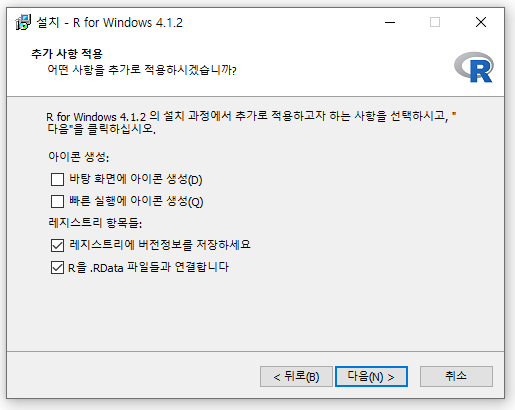 설치 - R for Windows 4.1.2
추가 사항 적용
어떤 사항을 추가로 적용하시겠습니까?
R
R for Windows 4.1.2 의 설치 과정에서 추가로 적용하고자 하는 사항을 선택하시고, "
다음"을 클릭하십시오.
아이콘 생성:
바탕 화면에 아이콘 생성(D)
빠른 실행에 아이콘 생성(Q)
레지스트리 항목들:
레지스트리에 버전정보를 저장하세요
R을 .RData 파일들과 연결합니다
< 뒤로(B)
다음(N) >
취소